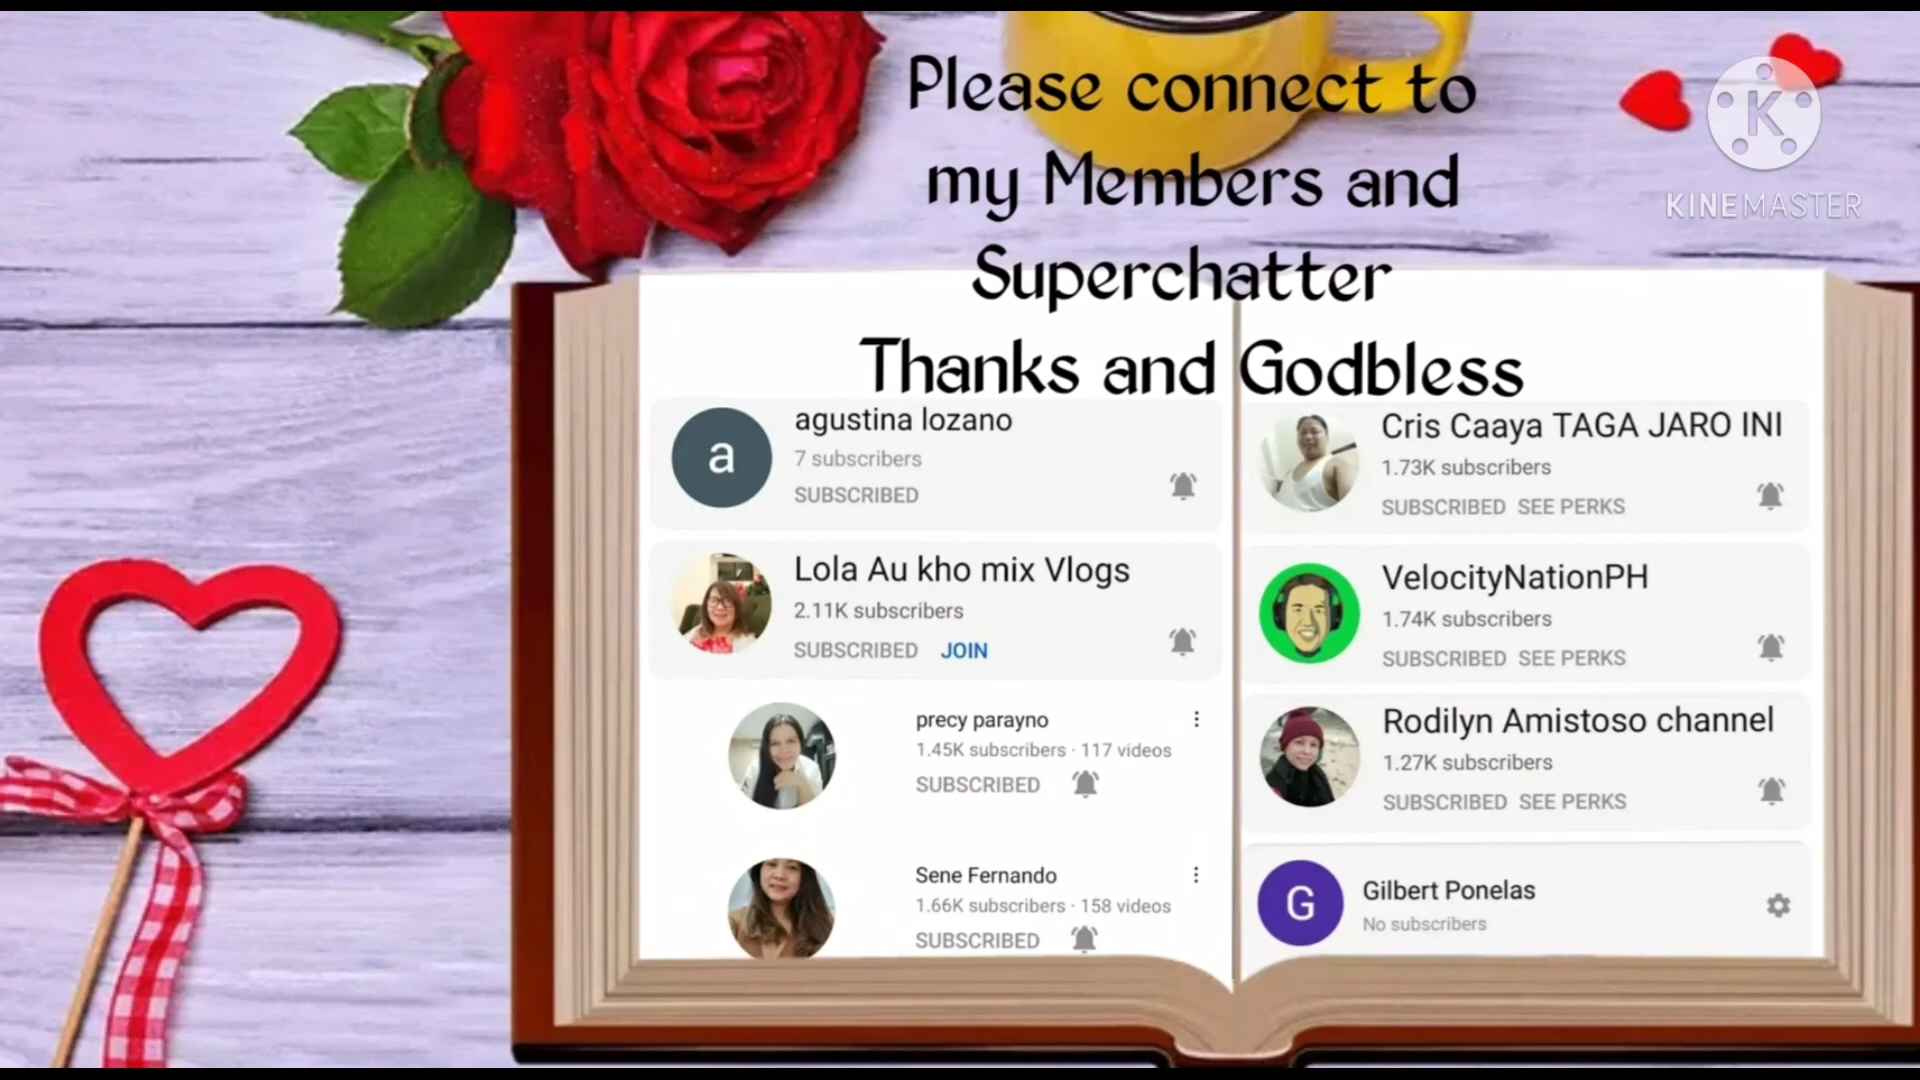 Please connect to
my Members and
Superchatter
Thanks and Godbless
K
KINEMASTER
a
agustina lozano
7 subscribers
SUBSCRIBED
Lola Au kho mix Vlogs
2.11K subscribers
SUBSCRIBED JOIN
precy parayno
1.45K subscribers · 117 videos
SUBSCRIBED
Sene Fernando
1.66K subscribers · 158 videos
SUBSCRIBED
Cris Caaya TAGA JARO INI
1.73K subscribers
SUBSCRIBED SEE PERKS
VelocityNationPH
1.74K subscribers
SUBSCRIBED SEE PERKS
Rodilyn Amistoso channel
1.27K subscribers
SUBSCRIBED SEE PERKS
G
Gilbert Ponelas
No subscribers